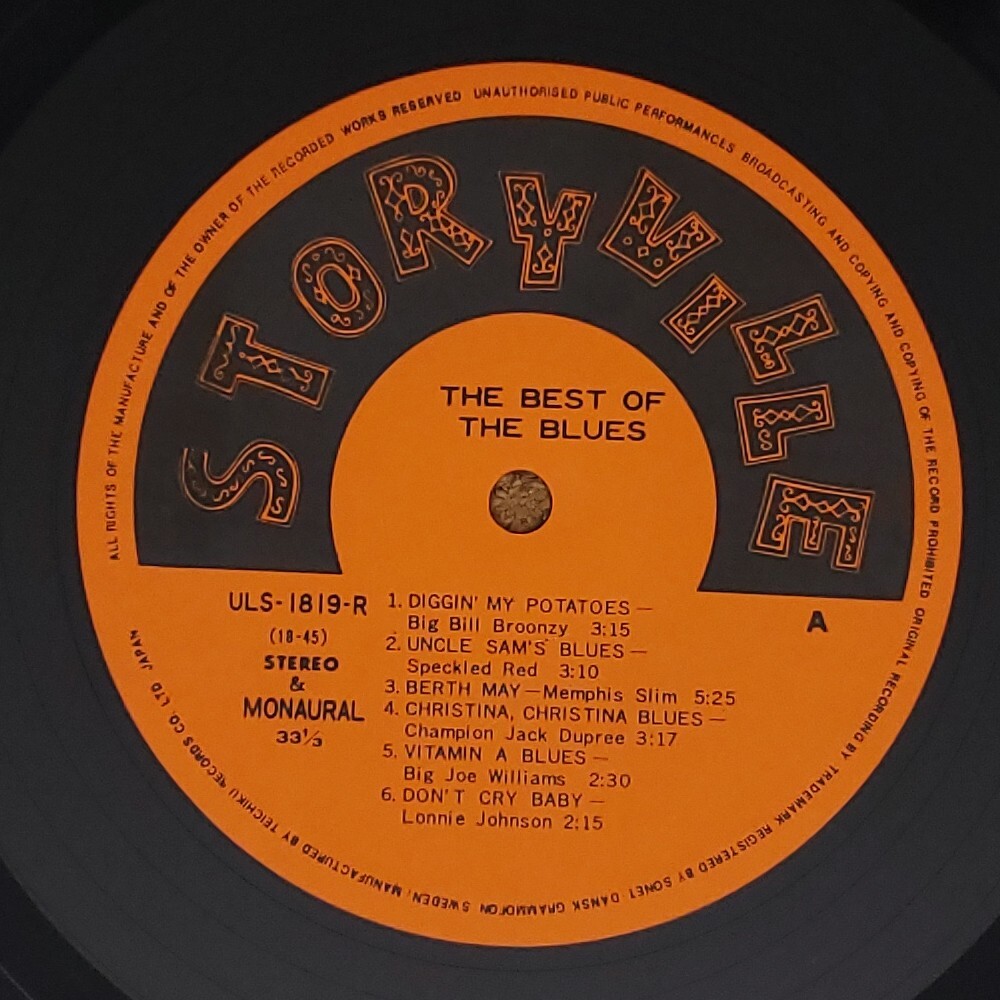 ALL RIGHTS OF THE MANUFACTURE AND OF THE OWNER OF THE RECORDED WORKS RESERVED UNAUTHORISED PUBLIC PERFORMANCES BROADCASTING AND COPYING AND COPYING OF THE RECORD PROHIBITED ORIGINAL RECORDING BY TRADEMARK REGISTERED BY SONET · DANSK GRAMMOFON SWEDEN, MANUFACTURED BY TEICHIKU RECORDS CO. LTD. JAPAN
STORYVILLE
THE BEST OF
THE BLUES
ULS-1819-R
(18-45)
STEREO
&
MONAURAL
33⅓
A
1. DIGGIN' MY POTATOES —
Big Bill Broonzy 3:15
2. UNCLE SAM'S BLUES —
Speckled Red 3:10
3. BERTH MAY — Memphis Slim 5:25
4. CHRISTINA, CHRISTINA BLUES —
Champion Jack Dupree 3:17
5. VITAMIN A BLUES —
Big Joe Williams 2:30
6. DON'T CRY BABY —
Lonnie Johnson 2:15